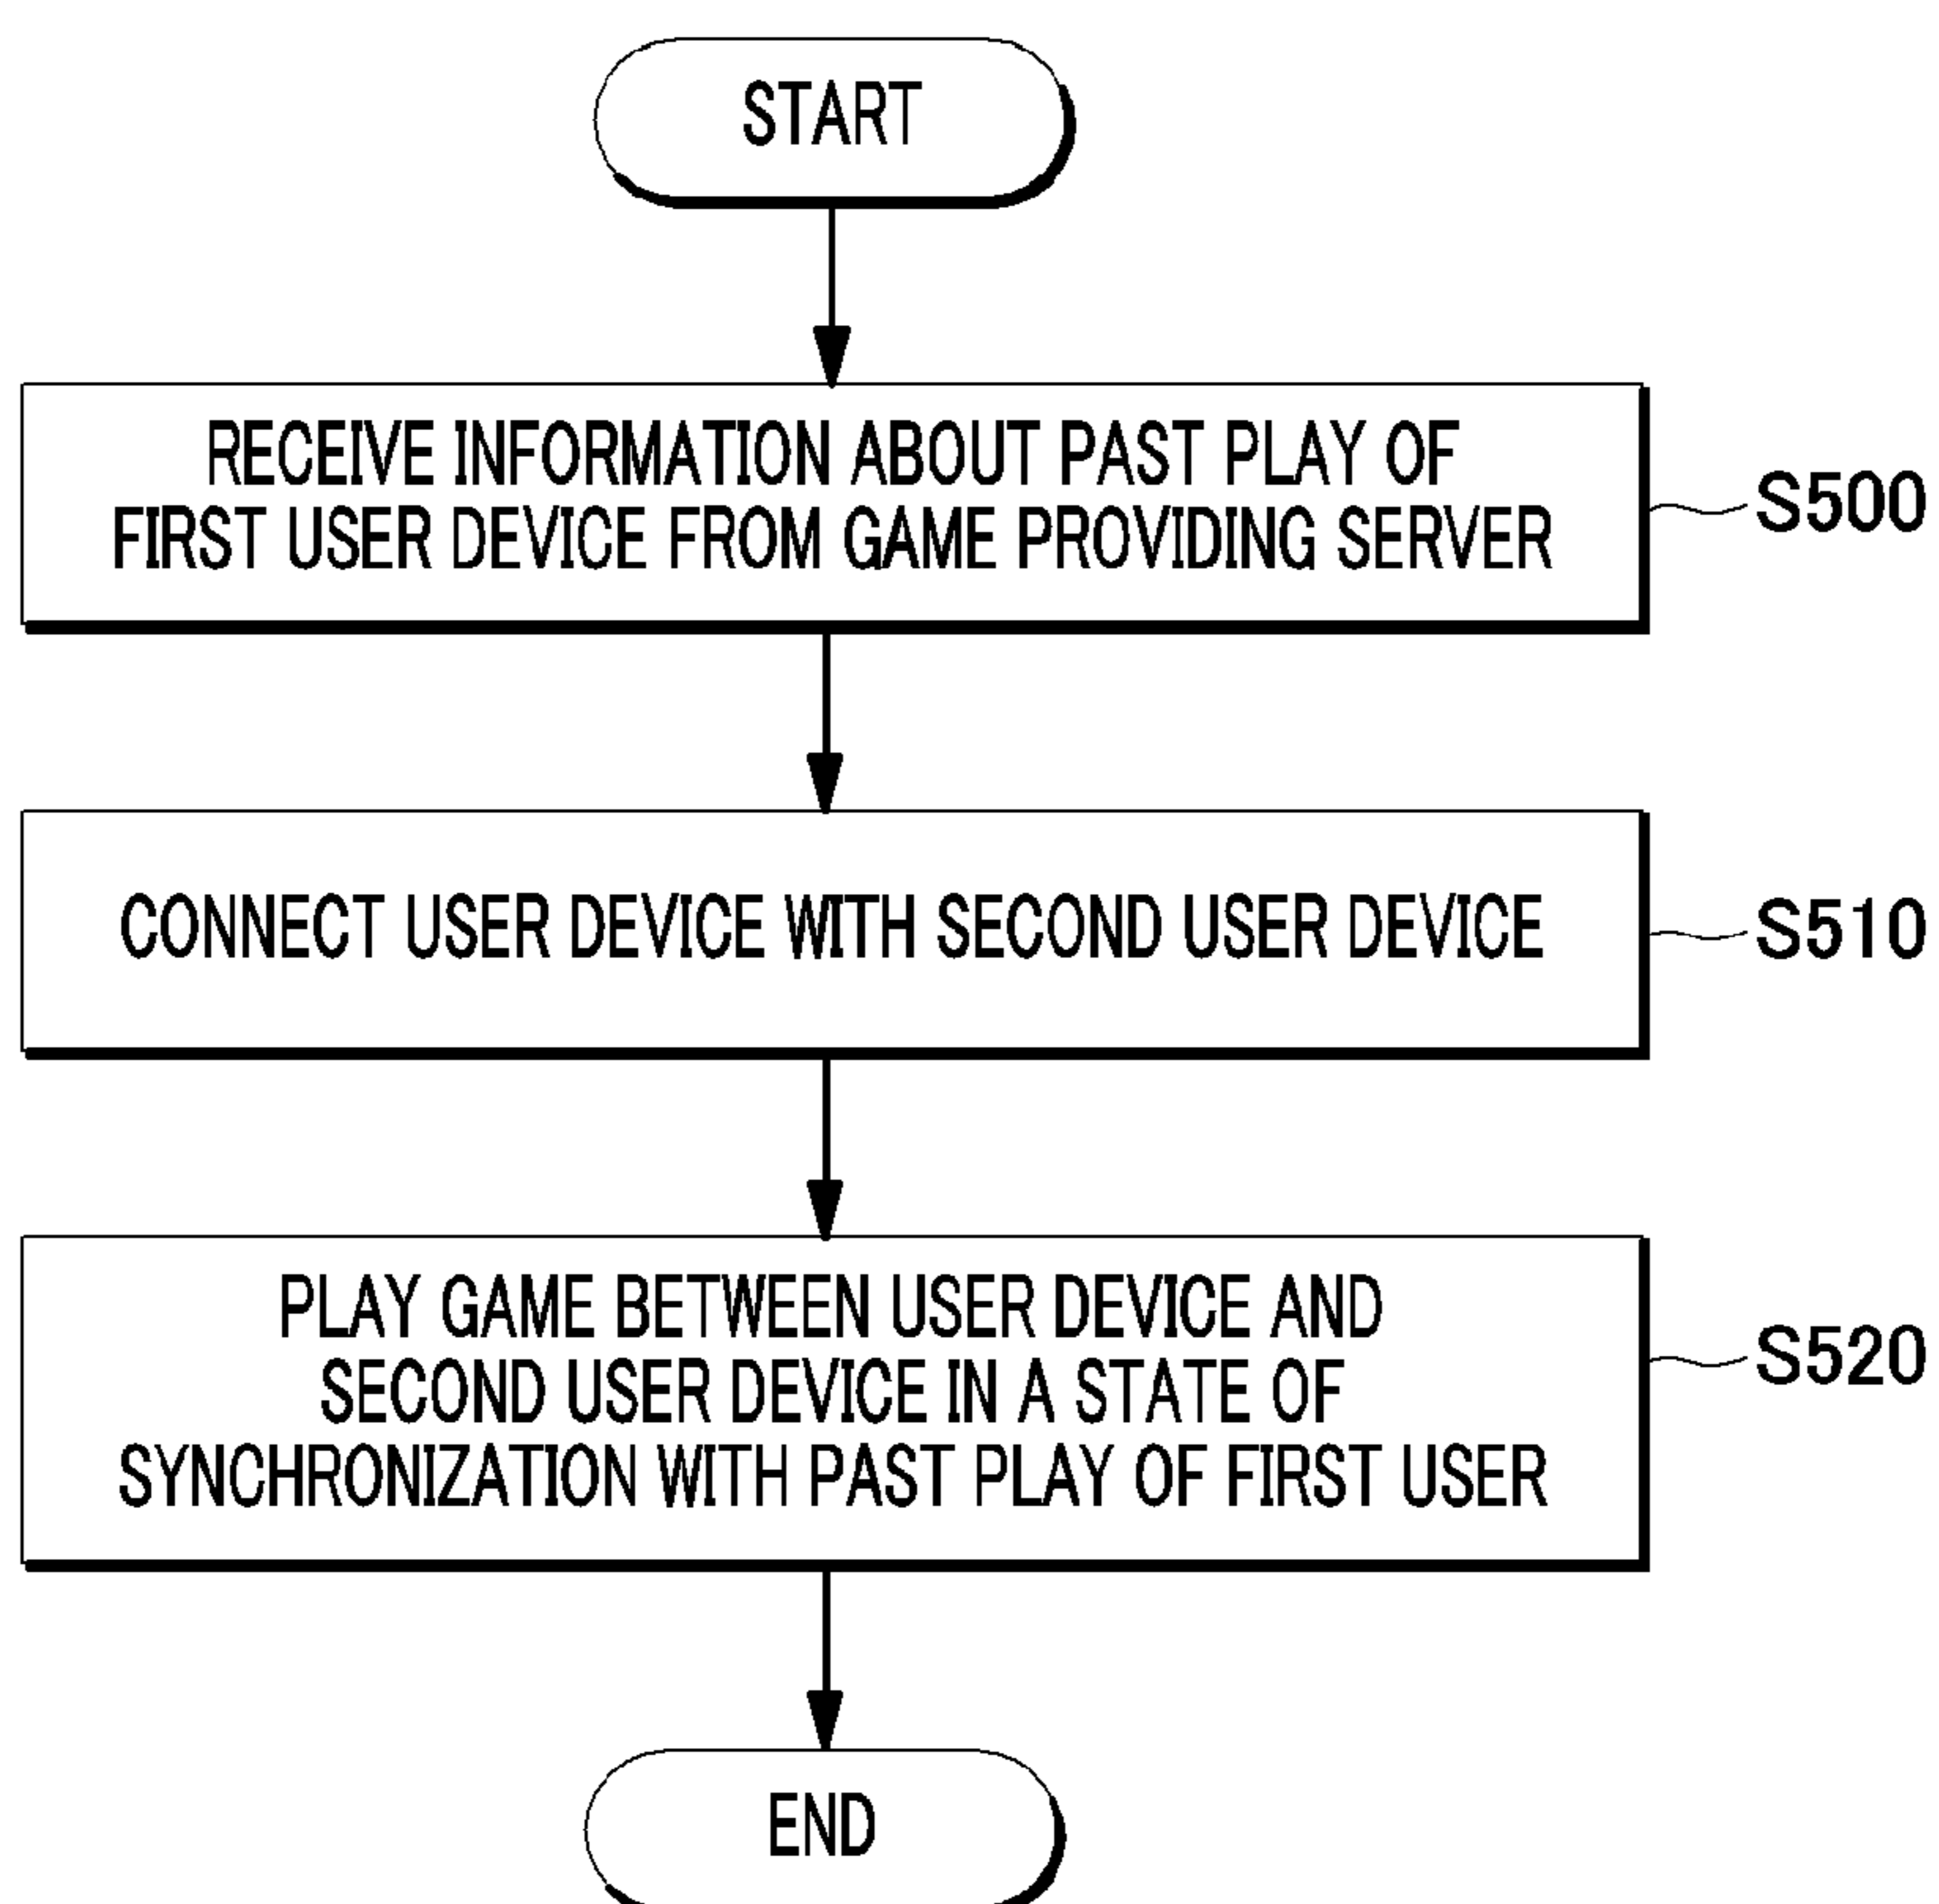 START
RECEIVE INFORMATION ABOUT PAST PLAY OF
FIRST USER DEVICE FROM GAME PROVIDING SERVER
S500
CONNECT USER DEVICE WITH SECOND USER DEVICE
S510
PLAY GAME BETWEEN USER DEVICE AND
SECOND USER DEVICE IN A STATE OF
SYNCHRONIZATION WITH PAST PLAY OF FIRST USER
S520
END